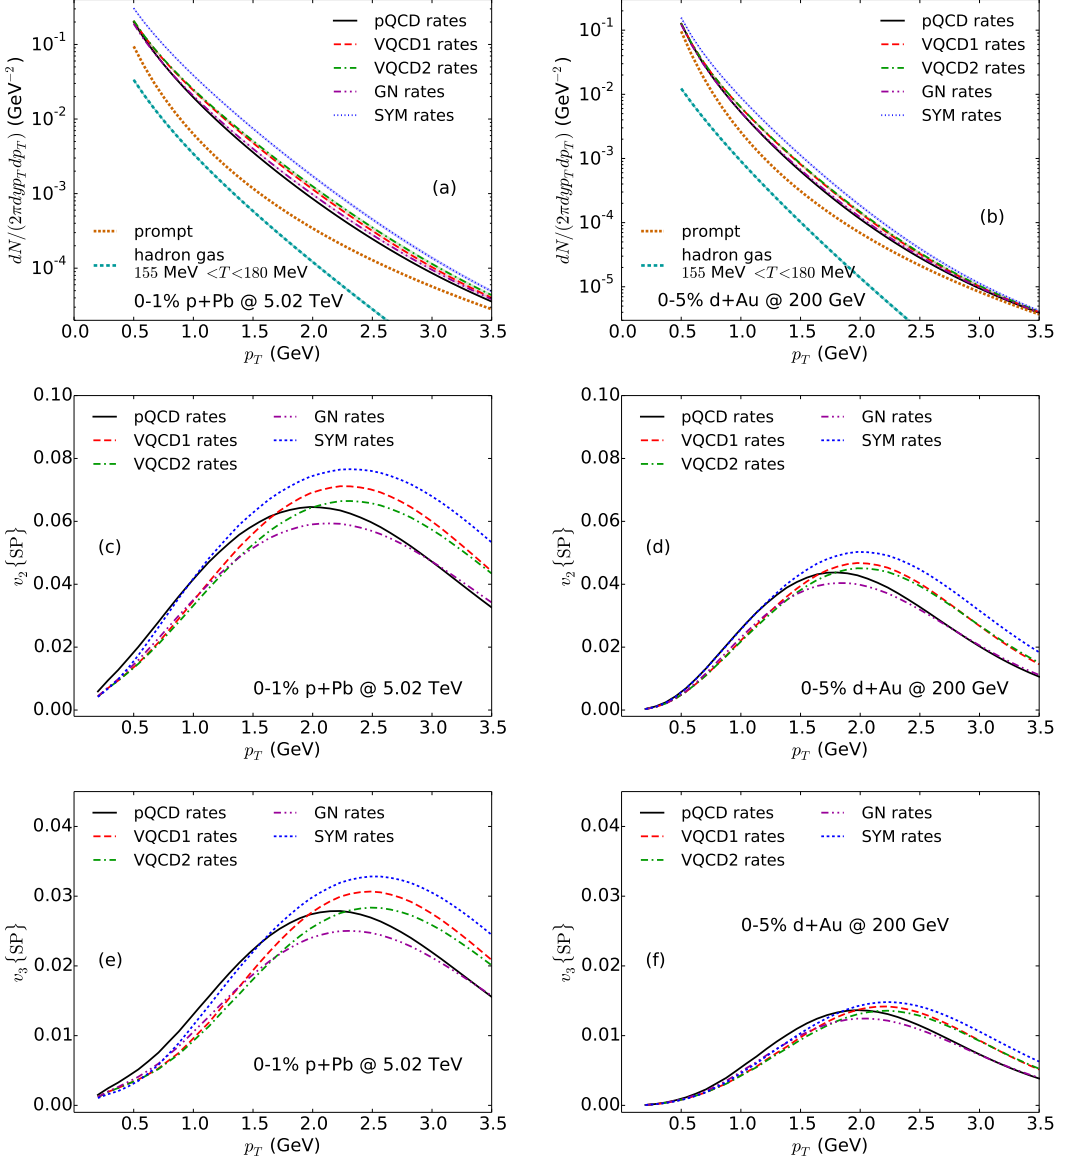 10⁻¹
10⁻²
10⁻³
10⁻⁴
dN/(2πdyp_T dp_T) (GeV⁻²)
pQCD rates
VQCD1 rates
VQCD2 rates
GN rates
SYM rates
(a)
prompt
hadron gas
155 MeV <T<180 MeV
0-1% p+Pb @ 5.02 TeV
0.0 0.5 1.0 1.5 2.0 2.5 3.0 3.5
p_T (GeV)
10⁻¹
10⁻²
10⁻³
10⁻⁴
10⁻⁵
dN/(2πdyp_T dp_T) (GeV⁻²)
pQCD rates
VQCD1 rates
VQCD2 rates
GN rates
SYM rates
(b)
prompt
hadron gas
155 MeV <T<180 MeV
0-5% d+Au @ 200 GeV
0.0 0.5 1.0 1.5 2.0 2.5 3.0 3.5
p_T (GeV)
0.10
0.08
0.06
0.04
0.02
0.00
v₂{SP}
pQCD rates GN rates
VQCD1 rates SYM rates
VQCD2 rates
(c)
0-1% p+Pb @ 5.02 TeV
0.0 0.5 1.0 1.5 2.0 2.5 3.0 3.5
p_T (GeV)
0.10
0.08
0.06
0.04
0.02
0.00
v₂{SP}
pQCD rates GN rates
VQCD1 rates SYM rates
VQCD2 rates
(d)
0-5% d+Au @ 200 GeV
0.0 0.5 1.0 1.5 2.0 2.5 3.0 3.5
p_T (GeV)
0.04
0.03
0.02
0.01
0.00
v₃{SP}
pQCD rates GN rates
VQCD1 rates SYM rates
VQCD2 rates
(e)
0-1% p+Pb @ 5.02 TeV
0.0 0.5 1.0 1.5 2.0 2.5 3.0 3.5
p_T (GeV)
0.04
0.03
0.02
0.01
0.00
v₃{SP}
pQCD rates GN rates
VQCD1 rates SYM rates
VQCD2 rates
0-5% d+Au @ 200 GeV
(f)
0.0 0.5 1.0 1.5 2.0 2.5 3.0 3.5
p_T (GeV)